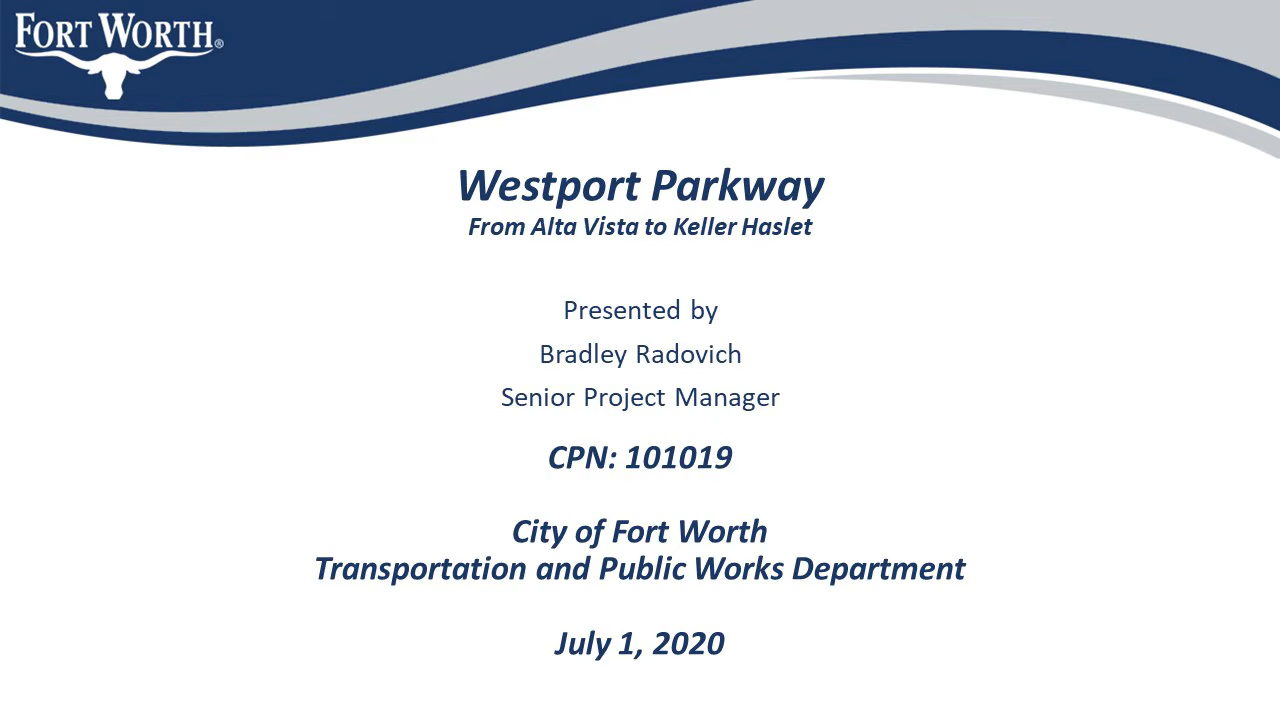 FORT WORTH®
Westport Parkway
From Alta Vista to Keller Haslet
Presented by
Bradley Radovich
Senior Project Manager
CPN: 101019
City of Fort Worth
Transportation and Public Works Department
July 1, 2020